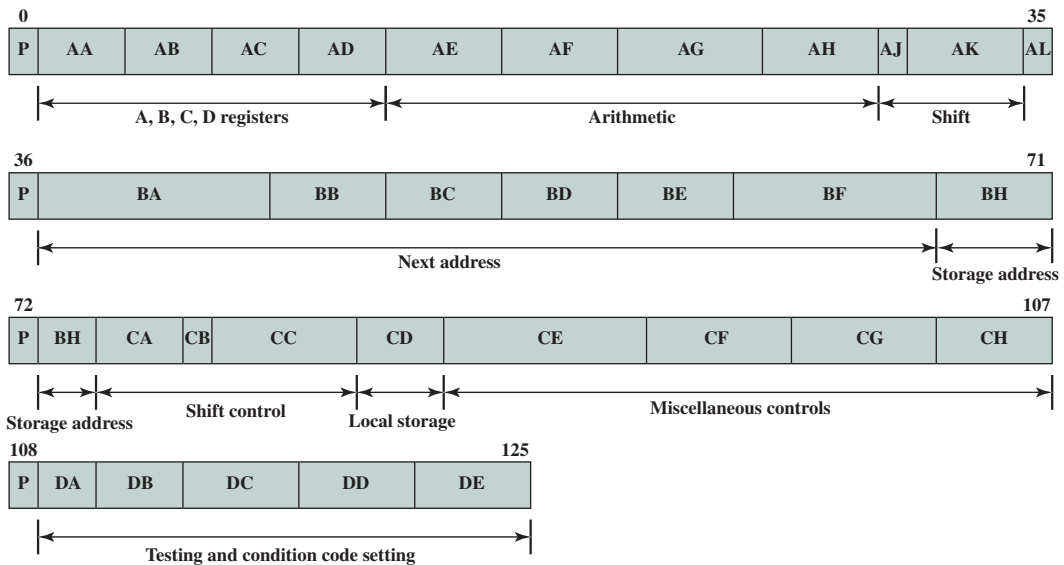 0 35
P AA AB AC AD AE AF AG AH AJ AK AL
A, B, C, D registers Arithmetic Shift
36 71
P BA BB BC BD BE BF BH
Next address Storage address
72 107
P BH CA CB CC CD CE CF CG CH
Storage address Shift control Local storage Miscellaneous controls
108 125
P DA DB DC DD DE
Testing and condition code setting